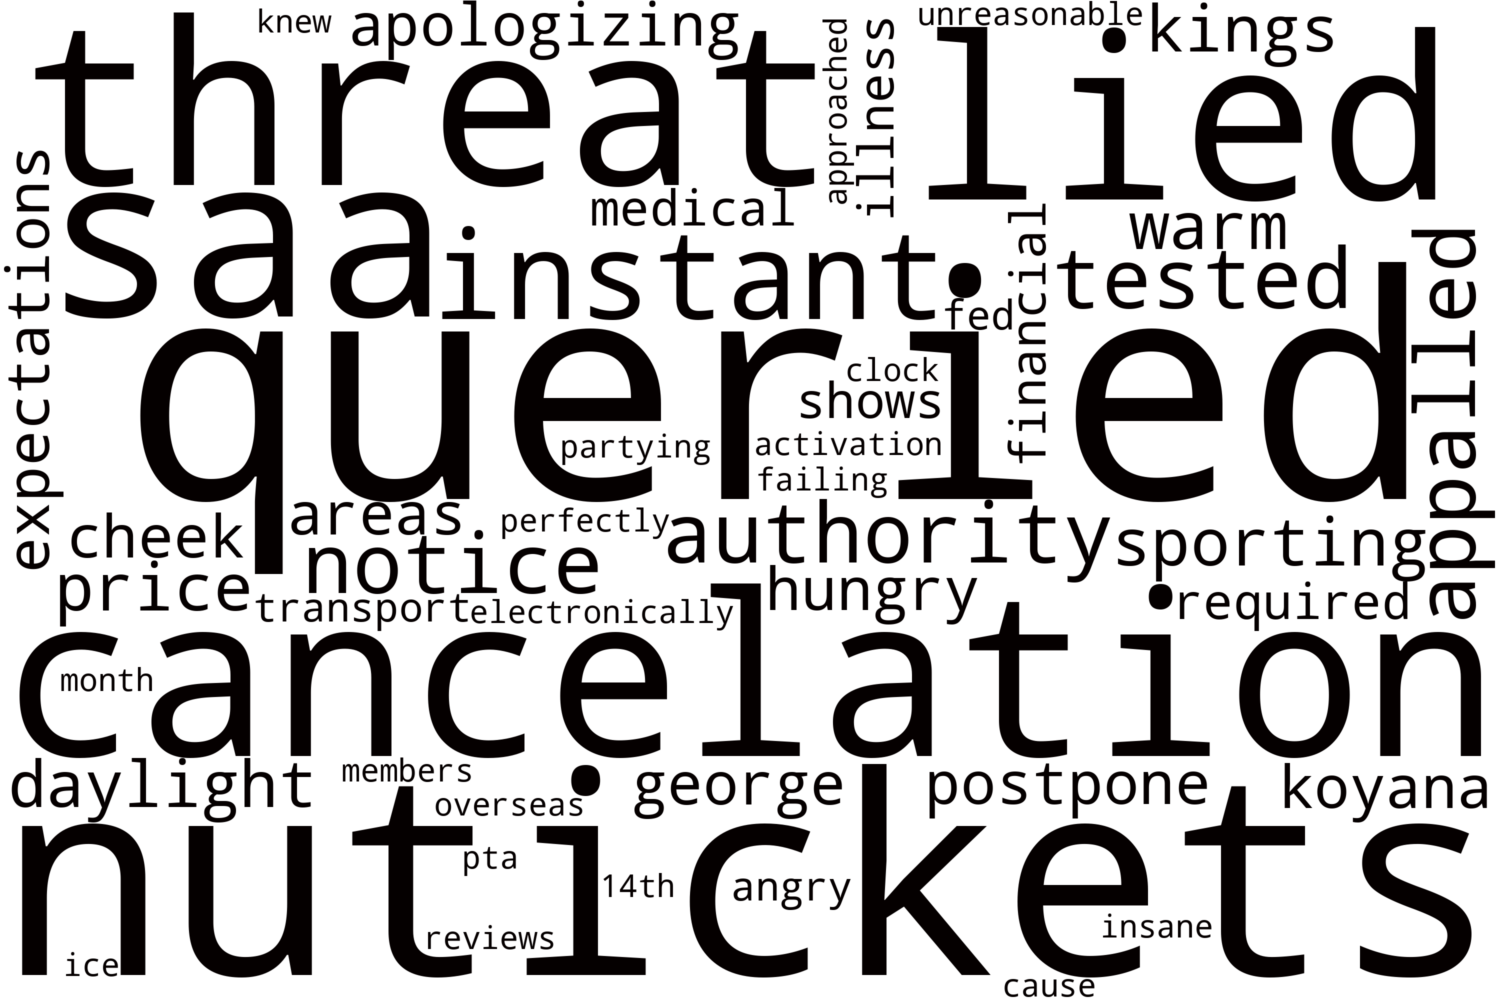 knew apologizing unreasonable kings
threat lied
approached
illness
expectations
saa medical warm
instant tested
financial
appalled
fed
queried
clock
shows
partying activation
failing
cheek areas perfectly authority sporting
price notice hungry required
transport electronically
cancelation
month
daylight members george postpone koyana
overseas
nutickets
pta
14th angry
reviews insane
ice cause